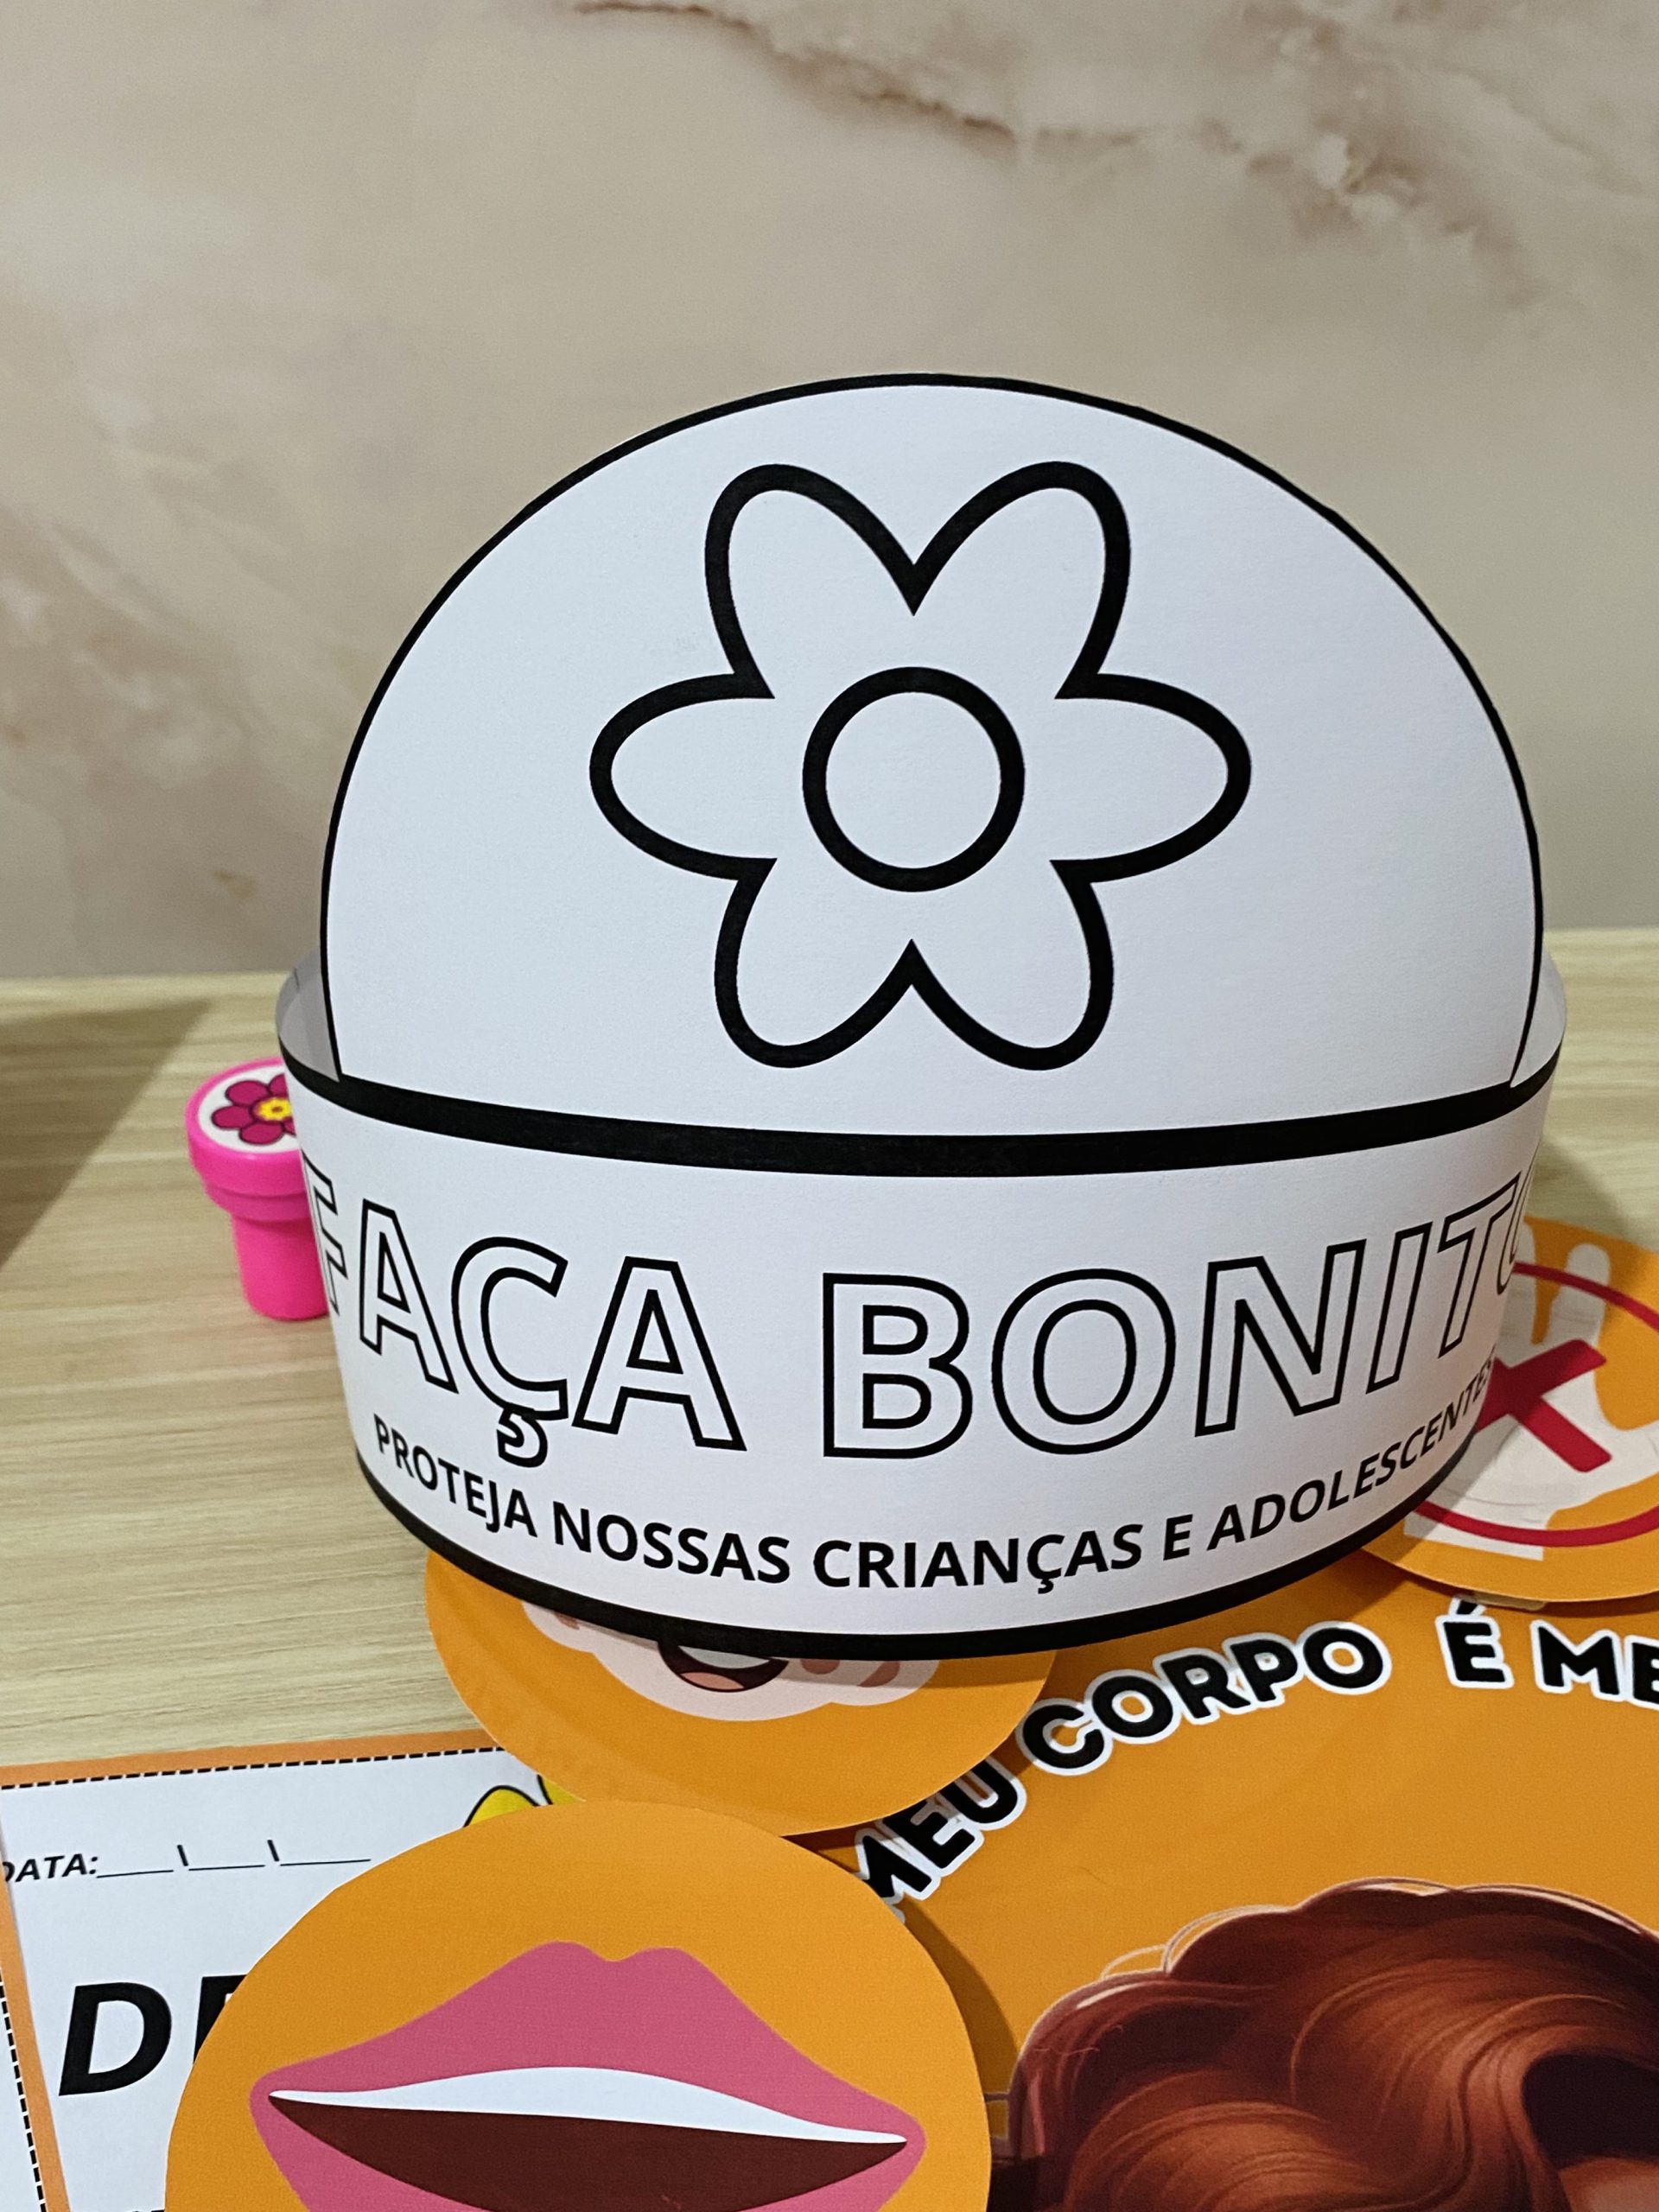 FAÇA BONITO
PROTEJA NOSSAS CRIANÇAS E ADOLESCENTES
MEU CORPO É
DATA: